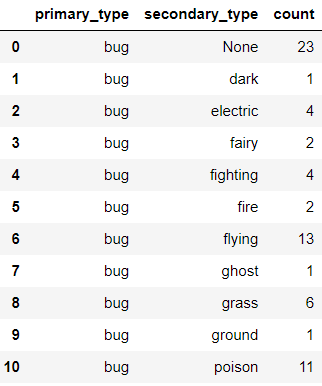 primary_type secondary_type count
0 bug None 23
1 bug dark 1
2 bug electric 4
3 bug fairy 2
4 bug fighting 4
5 bug fire 2
6 bug flying 13
7 bug ghost 1
8 bug grass 6
9 bug ground 1
10 bug poison 11